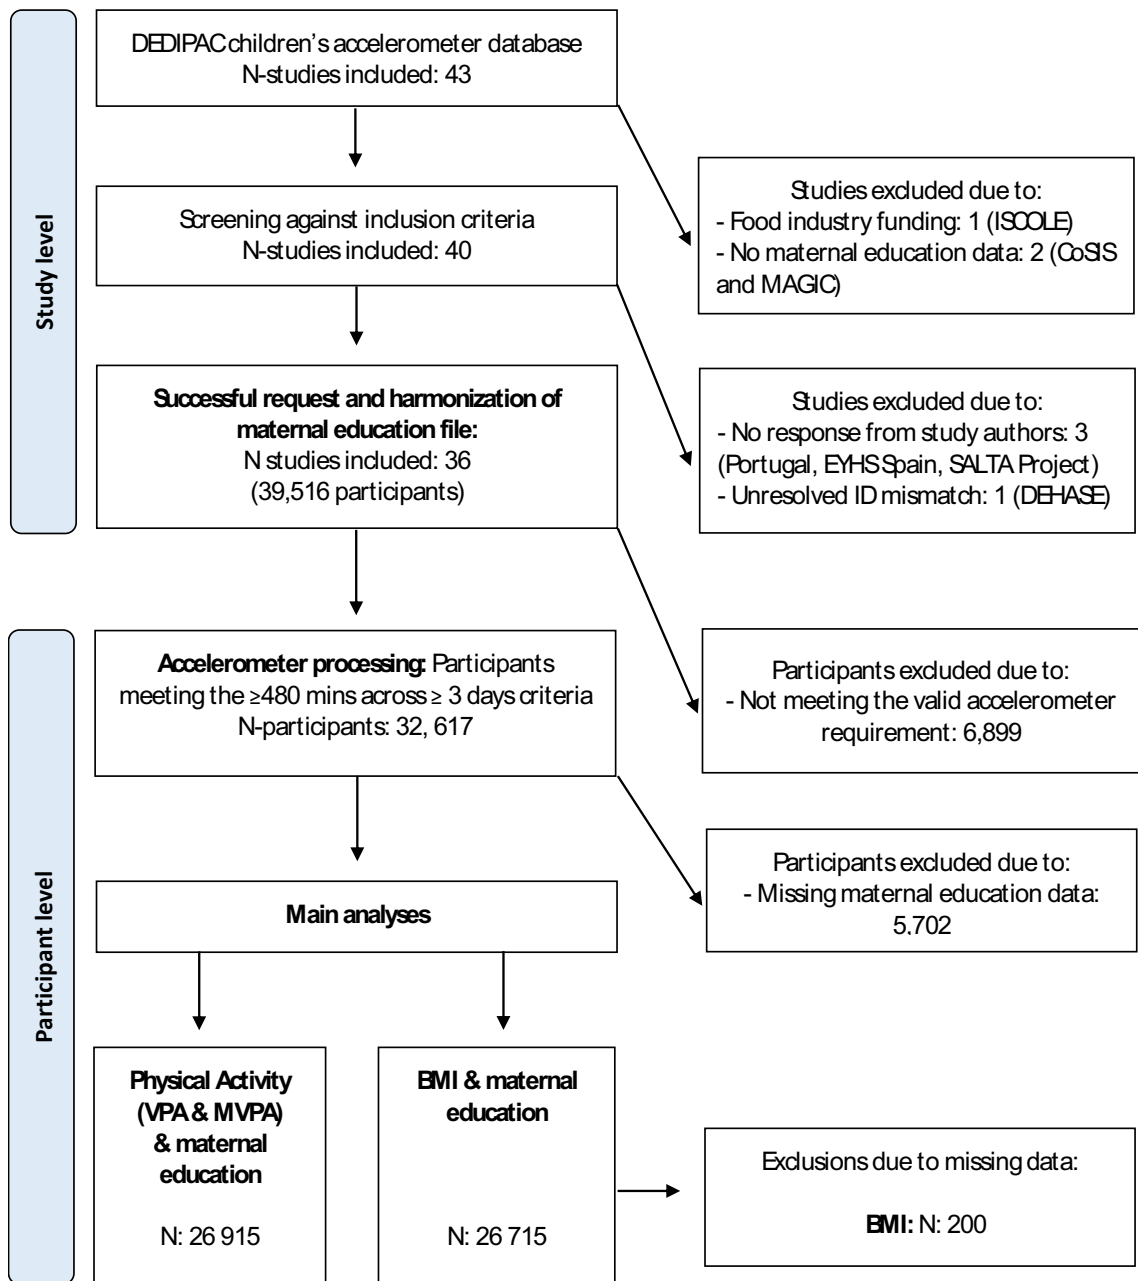 DEDIPAC children’s accelerometer database
N-studies included: 43
Studies excluded due to:
- Food industry funding: 1 (ISCOLE)
- No maternal education data: 2 (CoSIS
and MAGIC)
Screening against inclusion criteria
N-studies included: 40
Study level
Studies excluded due to:
- No response from study authors: 3
(Portugal, EYHS Spain, SALTA Project)
- Unresolved ID mismatch: 1 (DEHASE)
Successful request and harmonization of
maternal education file:
N studies included: 36
(39,516 participants)
Accelerometer processing: Participants
meeting the ≥480 mins across ≥ 3 days criteria
N-participants: 32, 617
Participants excluded due to:
- Not meeting the valid accelerometer
requirement: 6,899
Participants excluded due to:
- Missing maternal education data:
5,702
Participant level
Main analyses
Physical Activity
(VPA & MVPA)
& maternal
education
N: 26 915
BMI & maternal
education
N: 26 715
Exclusions due to missing data:
BMI: N: 200